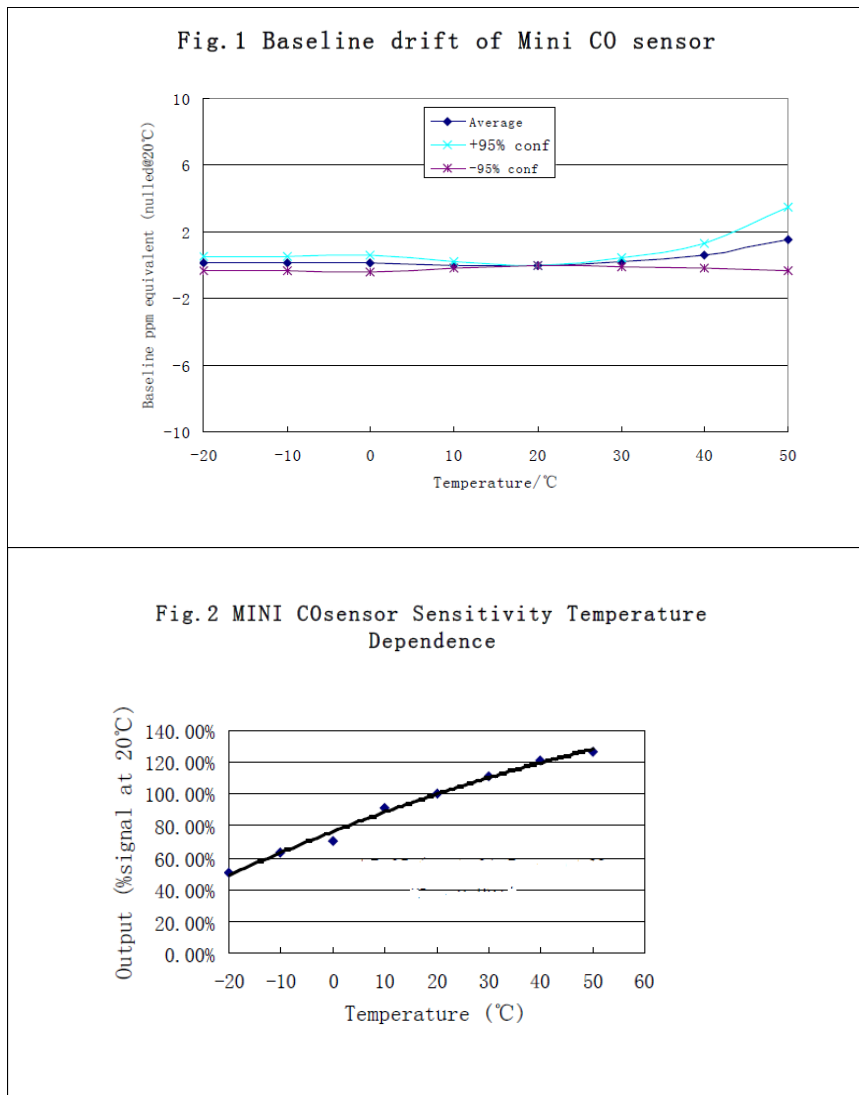 Fig.1 Baseline drift of Mini CO sensor
Baseline ppm equivalent (nulled@20℃)
10
6
2
-2
-6
-10
Average
+95% conf
-95% conf
-20 -10 0 10 20 30 40 50
Temperature/℃
Fig.2 MINI COsensor Sensitivity Temperature
Dependence
Output (%signal at 20℃)
140.00%
120.00%
100.00%
80.00%
60.00%
40.00%
20.00%
0.00%
-20 -10 0 10 20 30 40 50 60
Temperature (℃)